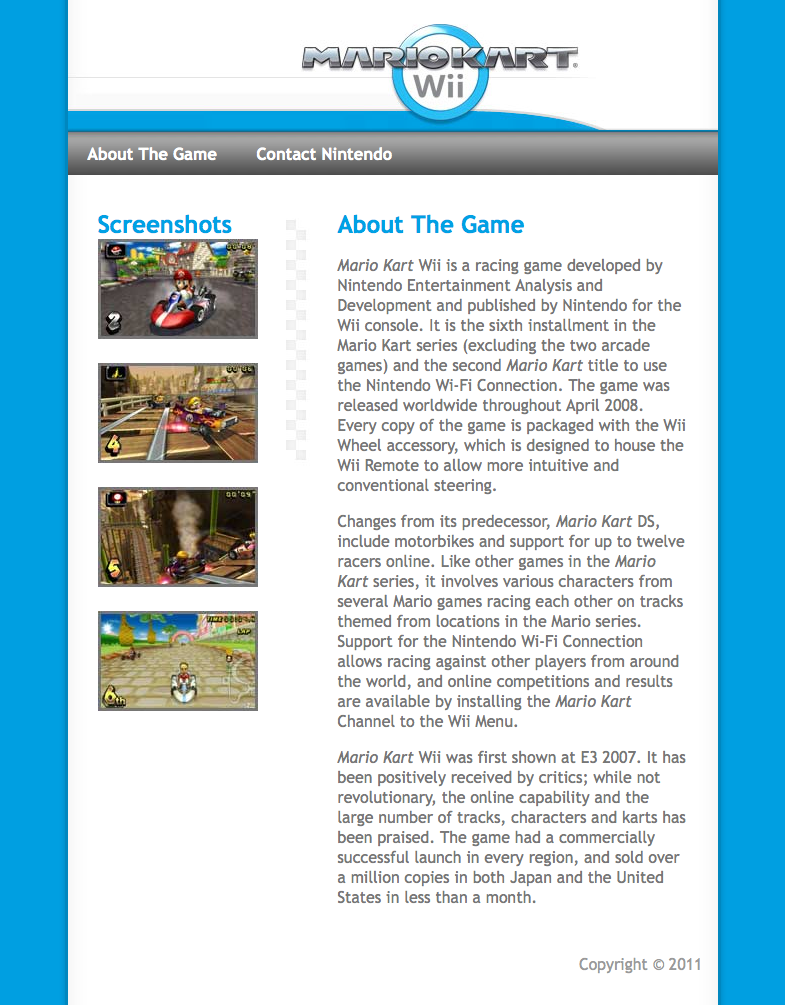 MARIOKART
Wii
About The Game
Contact Nintendo
Screenshots
2
4
5
6th
About The Game
Mario Kart Wii is a racing game developed by
Nintendo Entertainment Analysis and
Development and published by Nintendo for the
Wii console. It is the sixth installment in the
Mario Kart series (excluding the two arcade
games) and the second Mario Kart title to use
the Nintendo Wi-Fi Connection. The game was
released worldwide throughout April 2008.
Every copy of the game is packaged with the Wii
Wheel accessory, which is designed to house the
Wii Remote to allow more intuitive and
conventional steering.
Changes from its predecessor, Mario Kart DS,
include motorbikes and support for up to twelve
racers online. Like other games in the Mario
Kart series, it involves various characters from
several Mario games racing each other on tracks
themed from locations in the Mario series.
Support for the Nintendo Wi-Fi Connection
allows racing against other players from around
the world, and online competitions and results
are available by installing the Mario Kart
Channel to the Wii Menu.
Mario Kart Wii was first shown at E3 2007. It has
been positively received by critics; while not
revolutionary, the online capability and the
large number of tracks, characters and karts has
been praised. The game had a commercially
successful launch in every region, and sold over
a million copies in both Japan and the United
States in less than a month.
Copyright © 2011